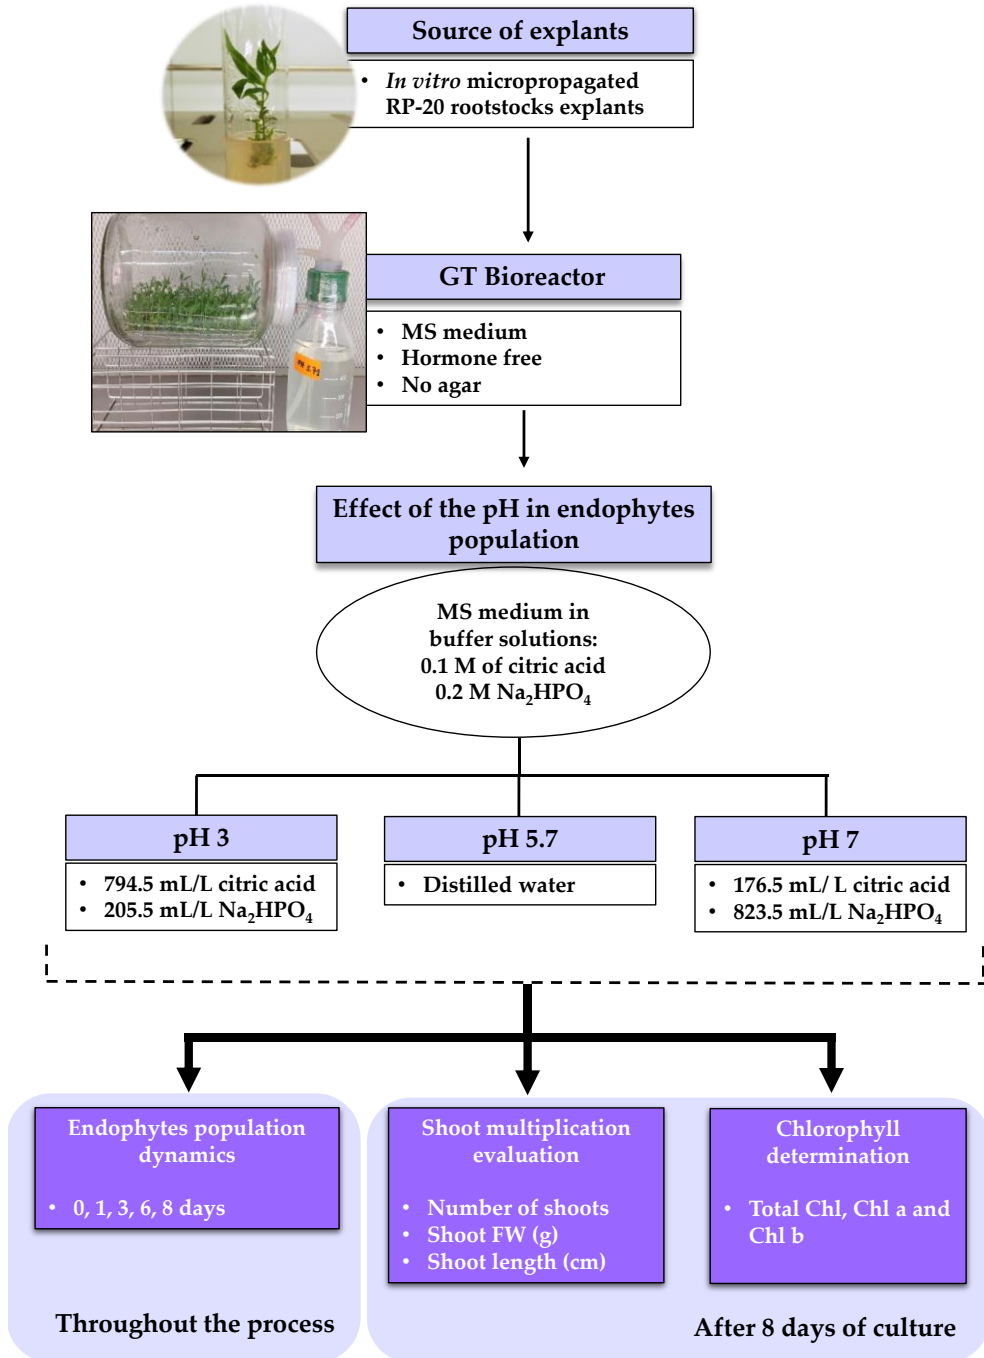 Source of explants
• In vitro micropropagated
RP-20 rootstocks explants
GT Bioreactor
• MS medium
• Hormone free
• No agar
PH 5.71
Effect of the pH in endophytes
population
MS medium in
buffer solutions:
0.1 M of citric acid
0.2 M Na₂HPO₄
pH 3
• 794.5 mL/L citric acid
• 205.5 mL/L Na₂HPO₄
pH 5.7
• Distilled water
pH 7
• 176.5 mL/ L citric acid
• 823.5 mL/L Na₂HPO₄
Endophytes population
dynamics
• 0, 1, 3, 6, 8 days
Throughout the process
Shoot multiplication
evaluation
• Number of shoots
• Shoot FW (g)
• Shoot length (cm)
Chlorophyll
determination
• Total Chl, Chl a and
Chl b
After 8 days of culture